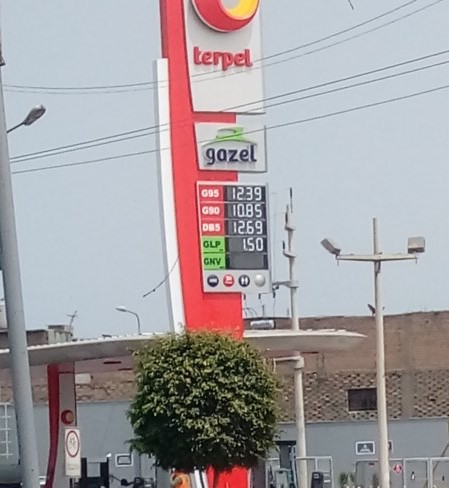 terpel
gazel
G95 12.39
G90 10.85
DB5 12.69
GLP 1.50
GNV